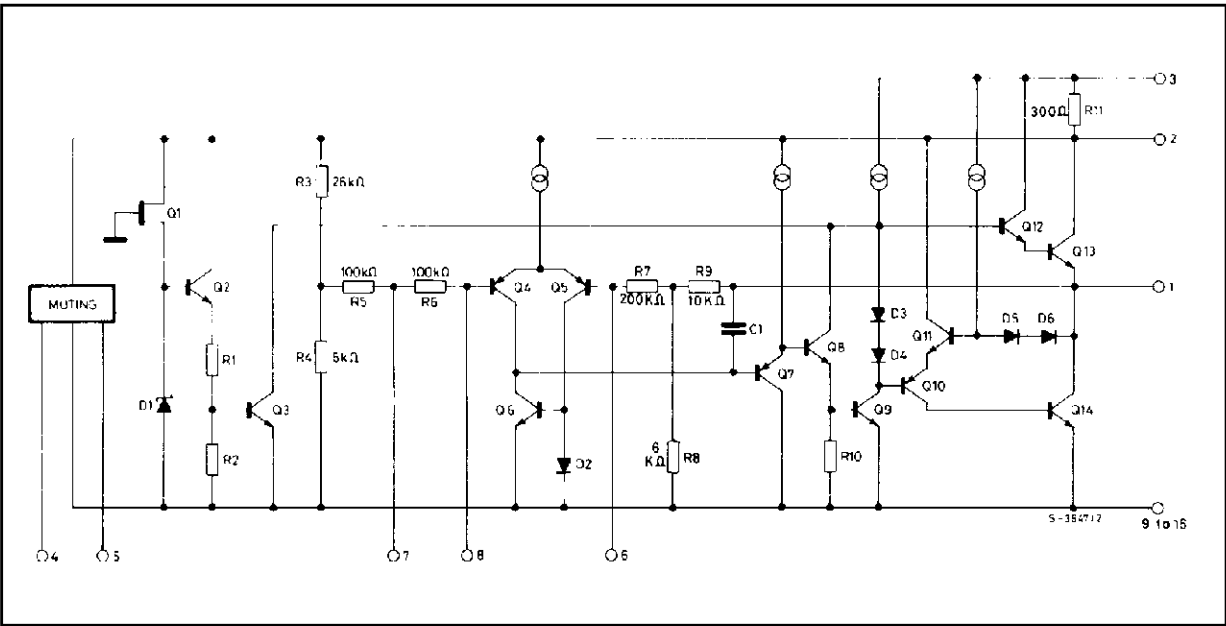 3
300Ω R11
2
R3 26kΩ
Q1
Q12
Q13
100kΩ
R5
100kΩ
R6
Q4
Q5
R7
200KΩ
R9
10KΩ
1
MUTING
Q2
C1
D3
D5
D6
Q11
R1
R4 5kΩ
Q8
D4
Q7
Q10
D1
Q3
Q6
Q9
Q14
R2
D2
6
KΩ
R8
R10
9 to 16
4
5
7
8
6